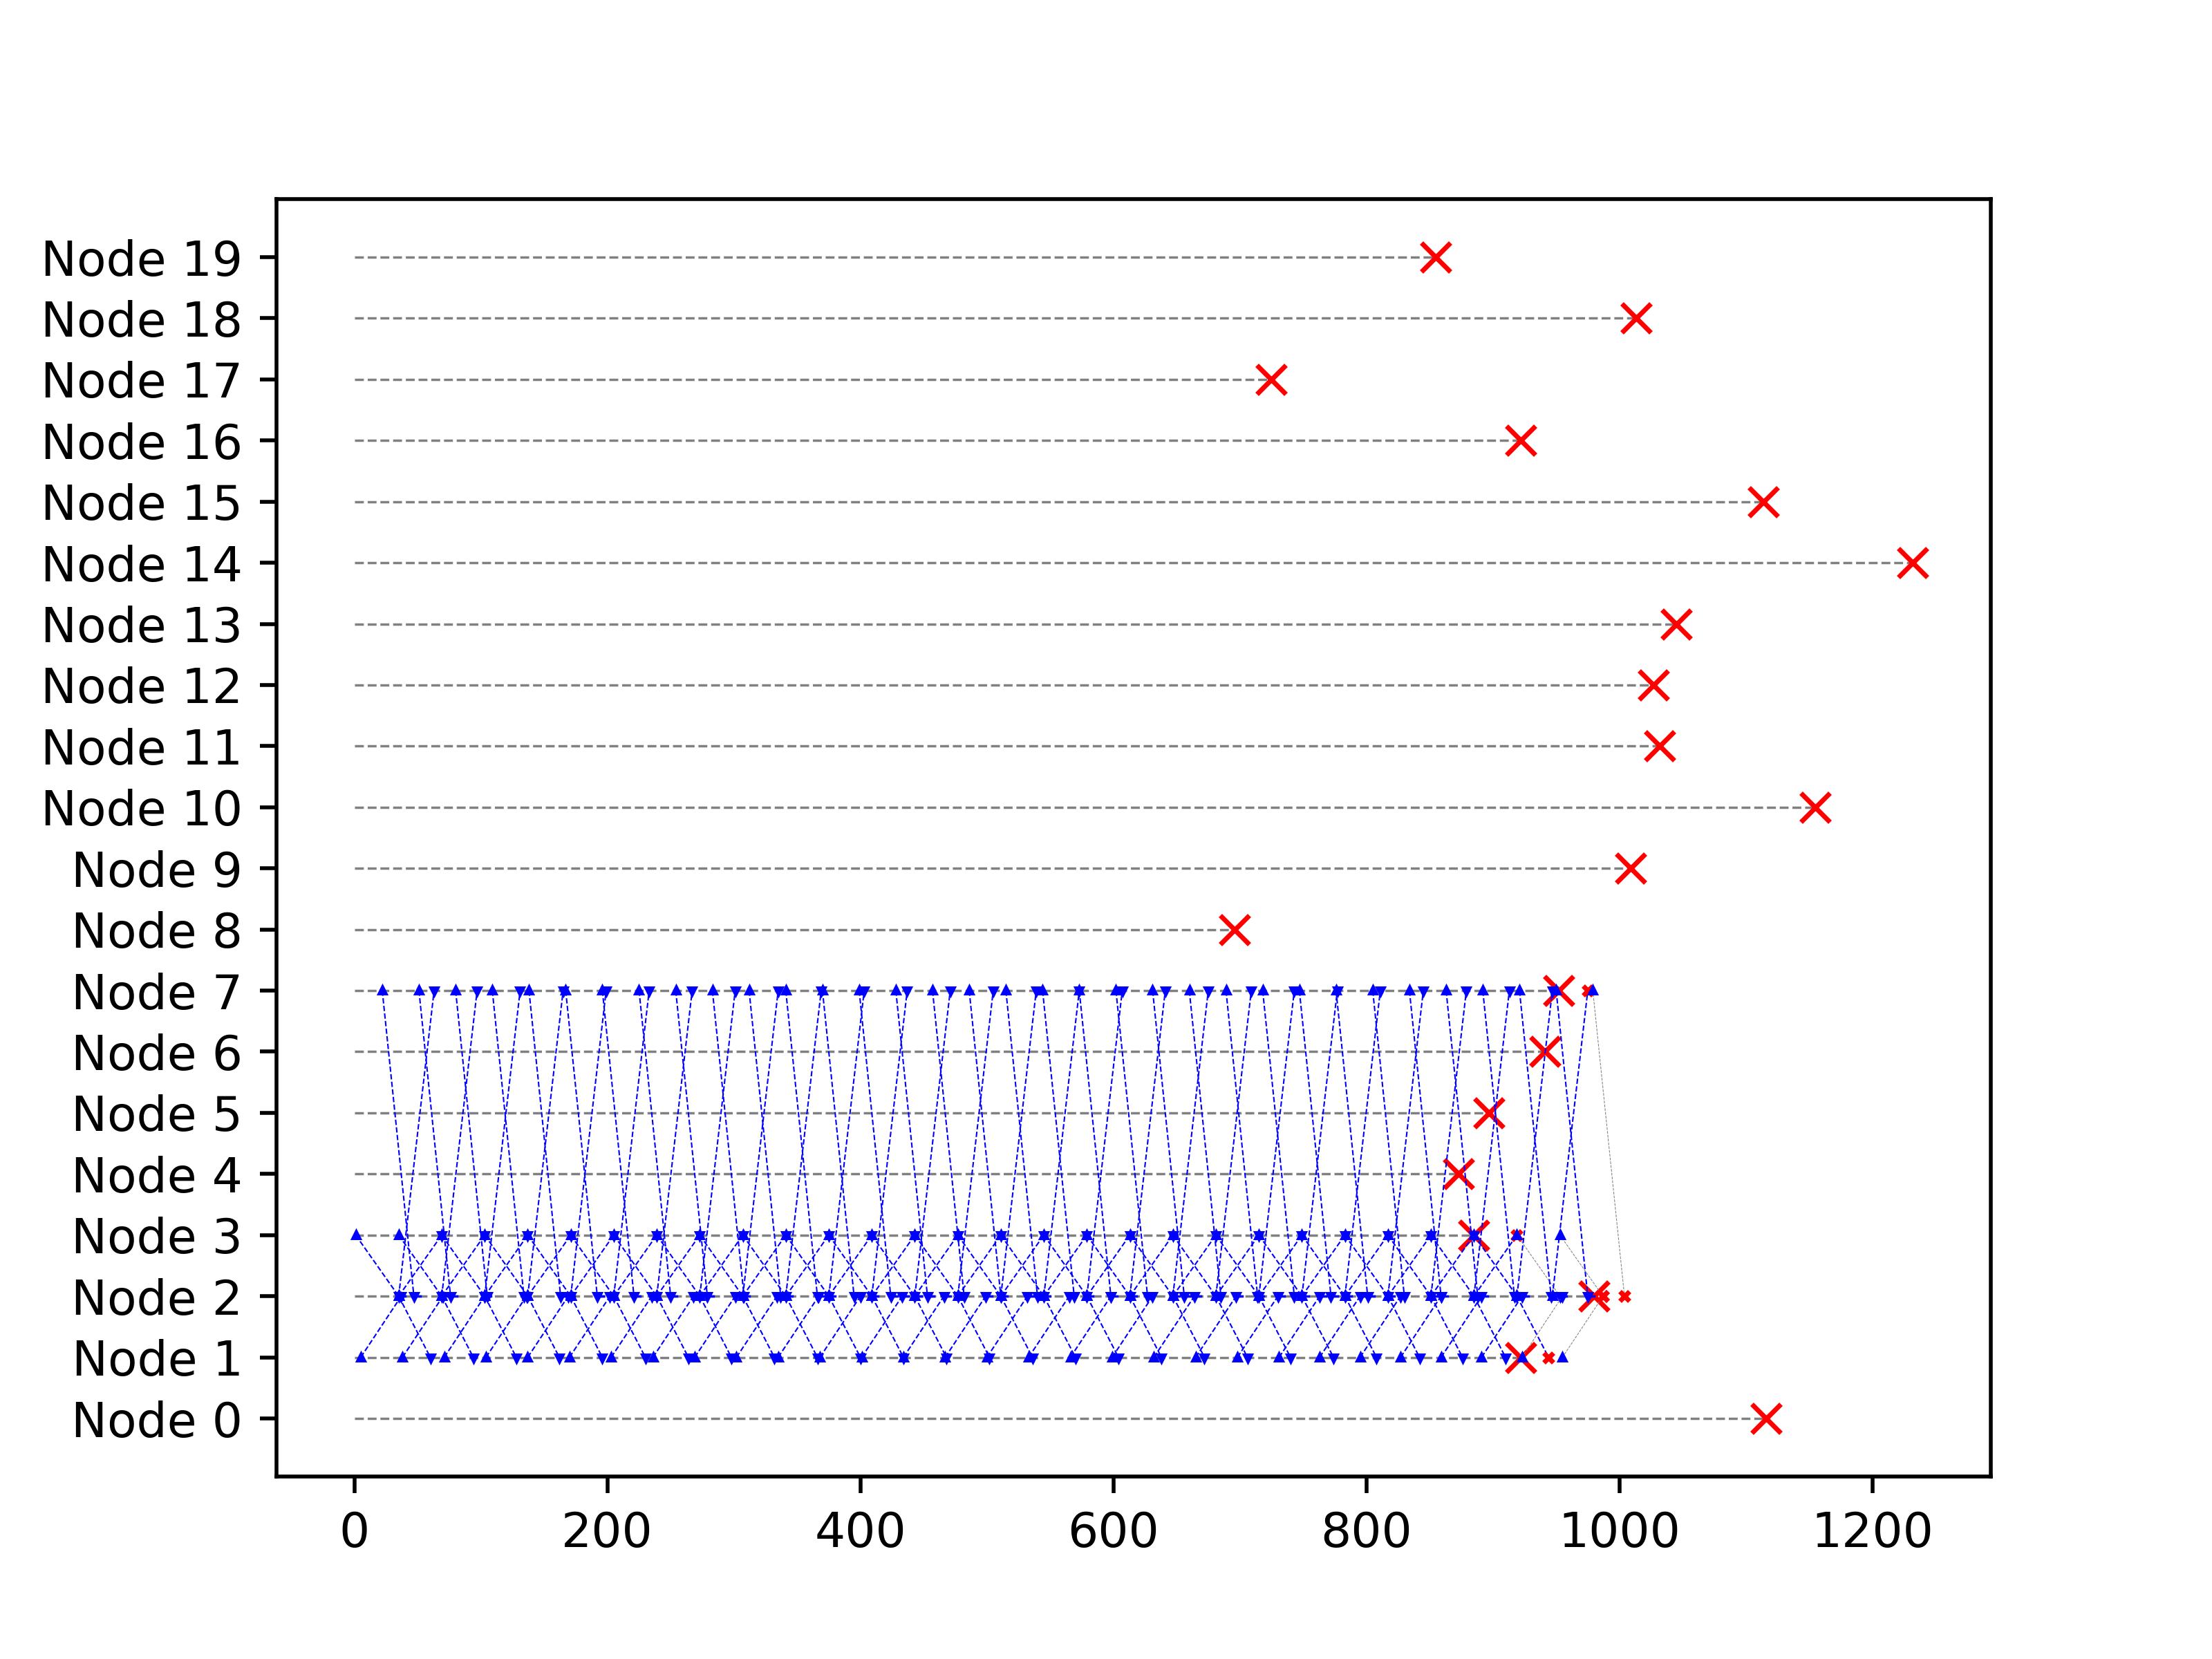 Node 19
Node 18
Node 17
Node 16
Node 15
Node 14
Node 13
Node 12
Node 11
Node 10
Node 9
Node 8
Node 7
Node 6
Node 5
Node 4
Node 3
Node 2
Node 1
Node 0
0 200 400 600 800 1000 1200